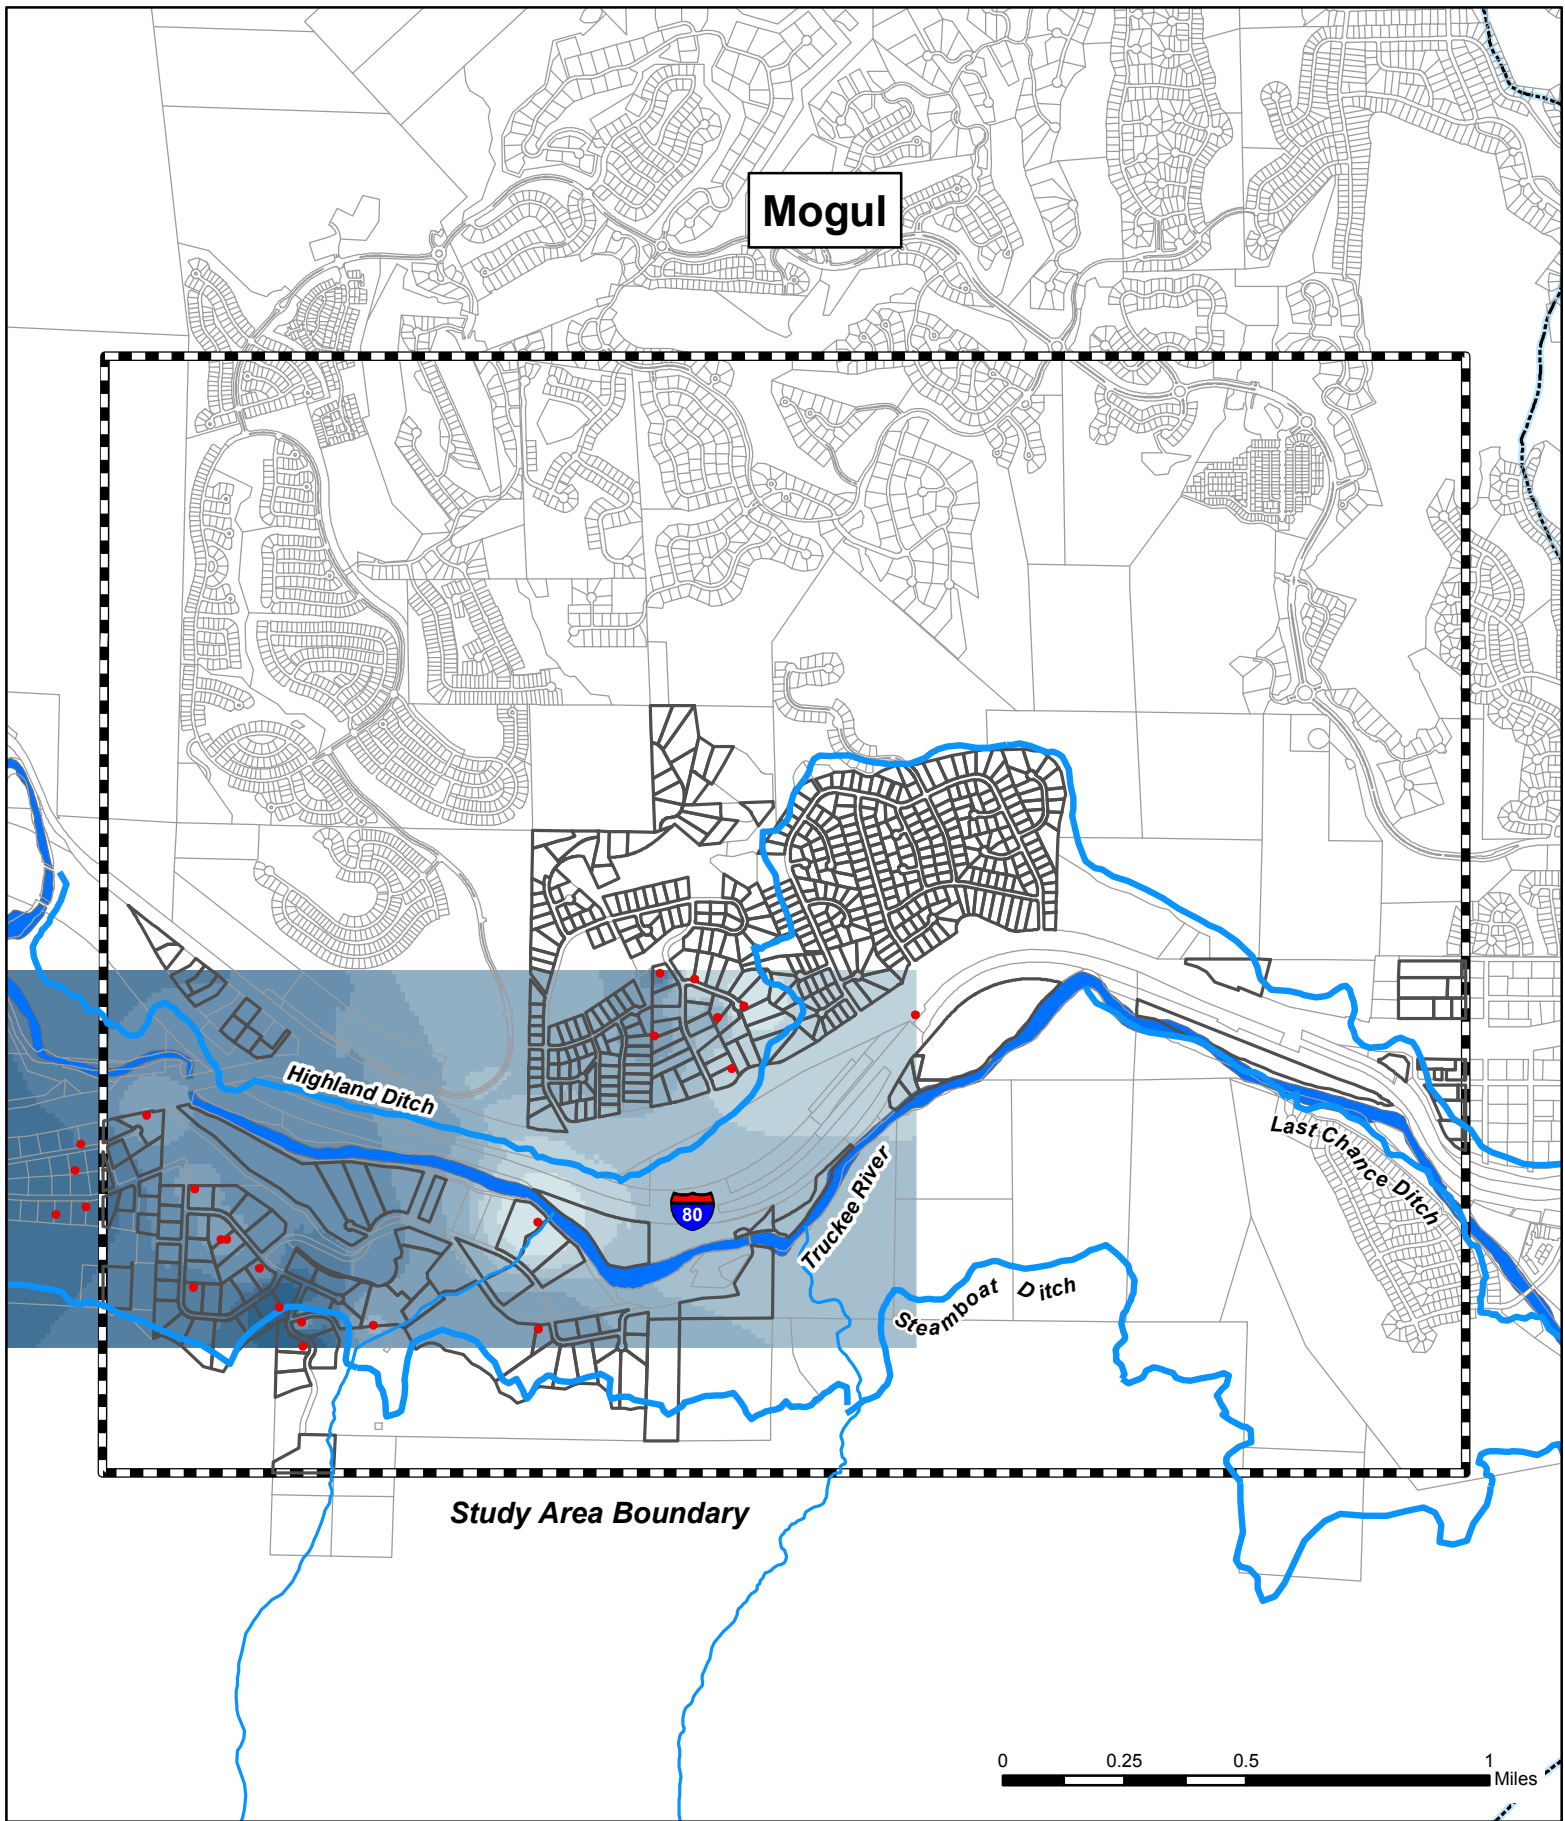 Mogul
Highland Ditch
80
Truckee River
Last Chance Ditch
Steamboat Ditch
Study Area Boundary
0 0.25 0.5 1
Miles